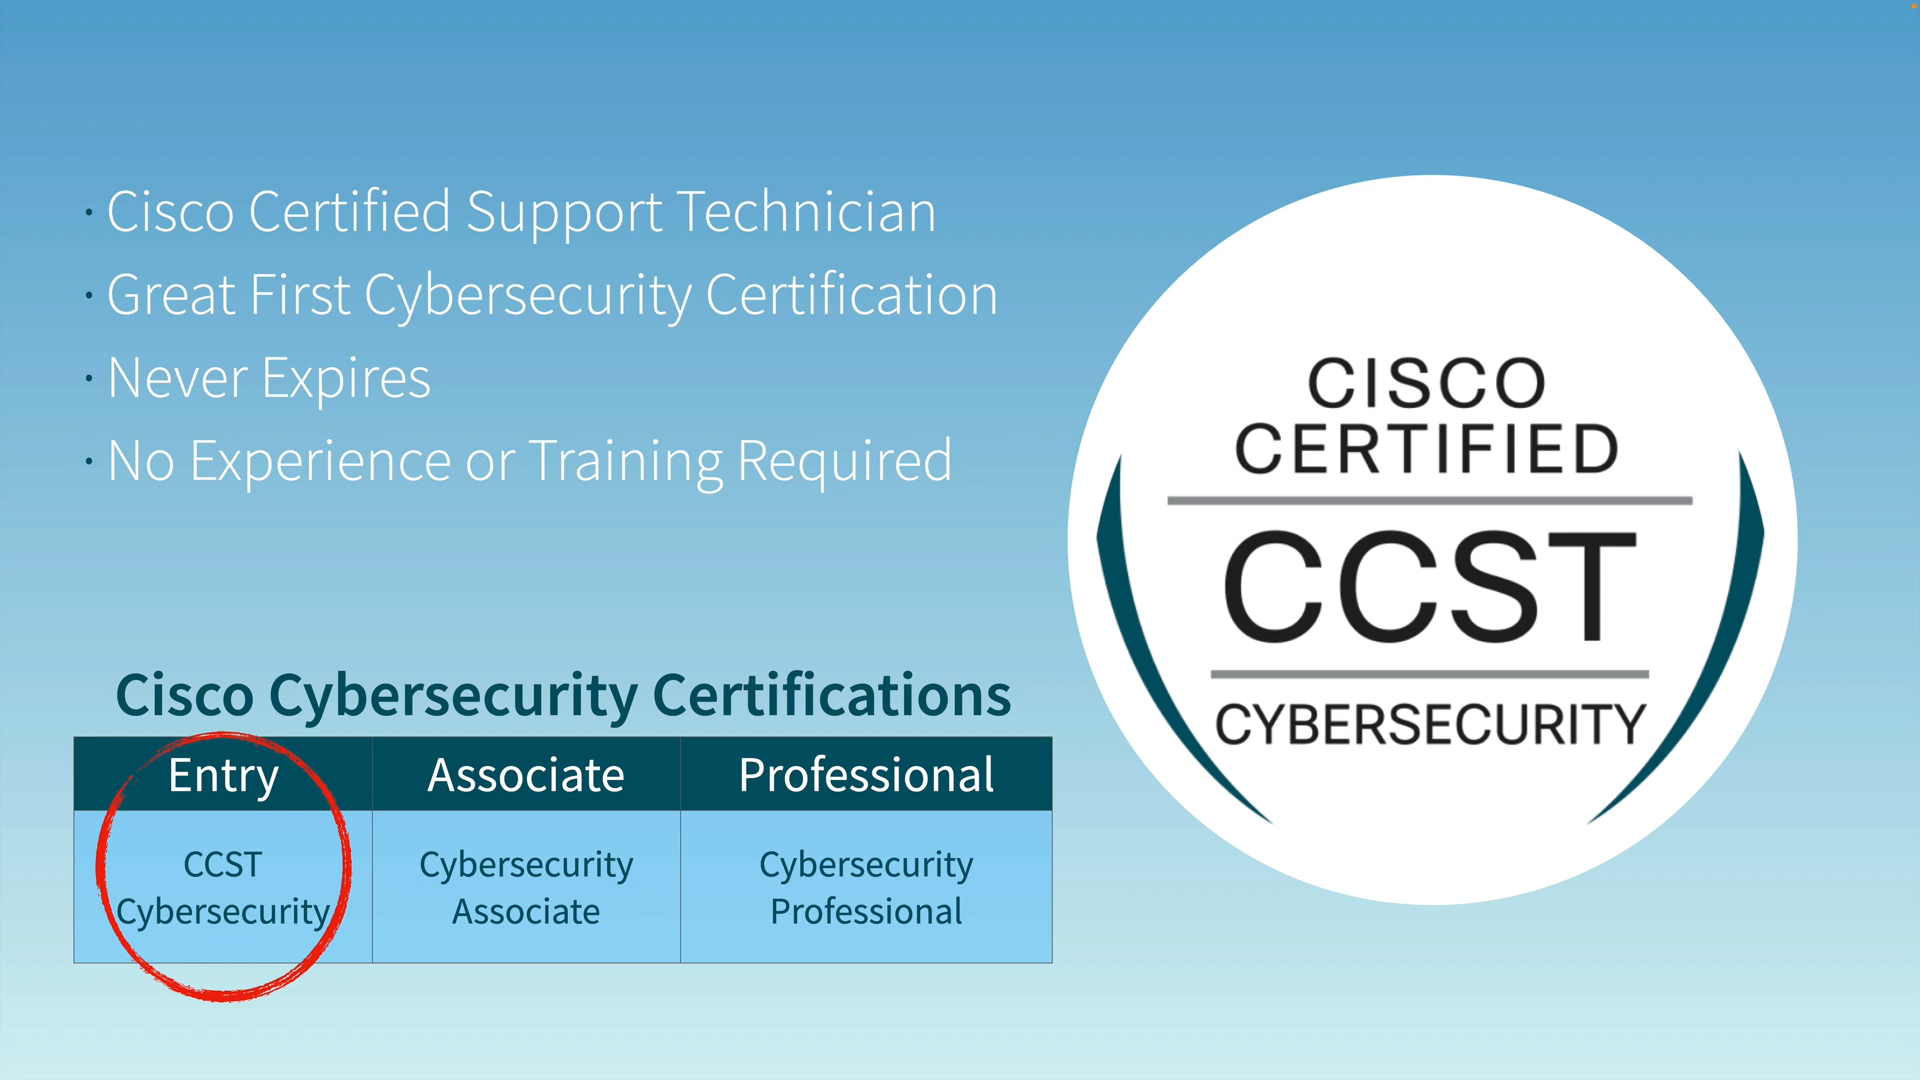 · Cisco Certified Support Technician
· Great First Cybersecurity Certification
· Never Expires
· No Experience or Training Required
Cisco Cybersecurity Certifications
Entry Associate Professional
CCST Cybersecurity Cybersecurity
Cybersecurity Associate Professional
CISCO
CERTIFIED
CCST
CYBERSECURITY